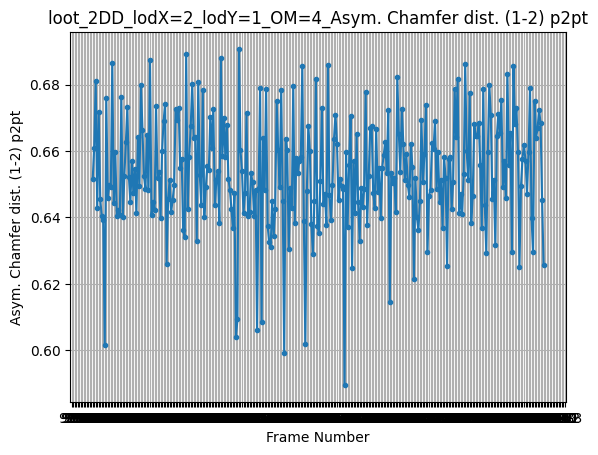 loot_2DD_lodX=2_lodY=1_OM=4_Asym. Chamfer dist. (1-2) p2pt
Asym. Chamfer dist. (1-2) p2pt
0.68
0.66
0.64
0.62
0.60
Frame Number